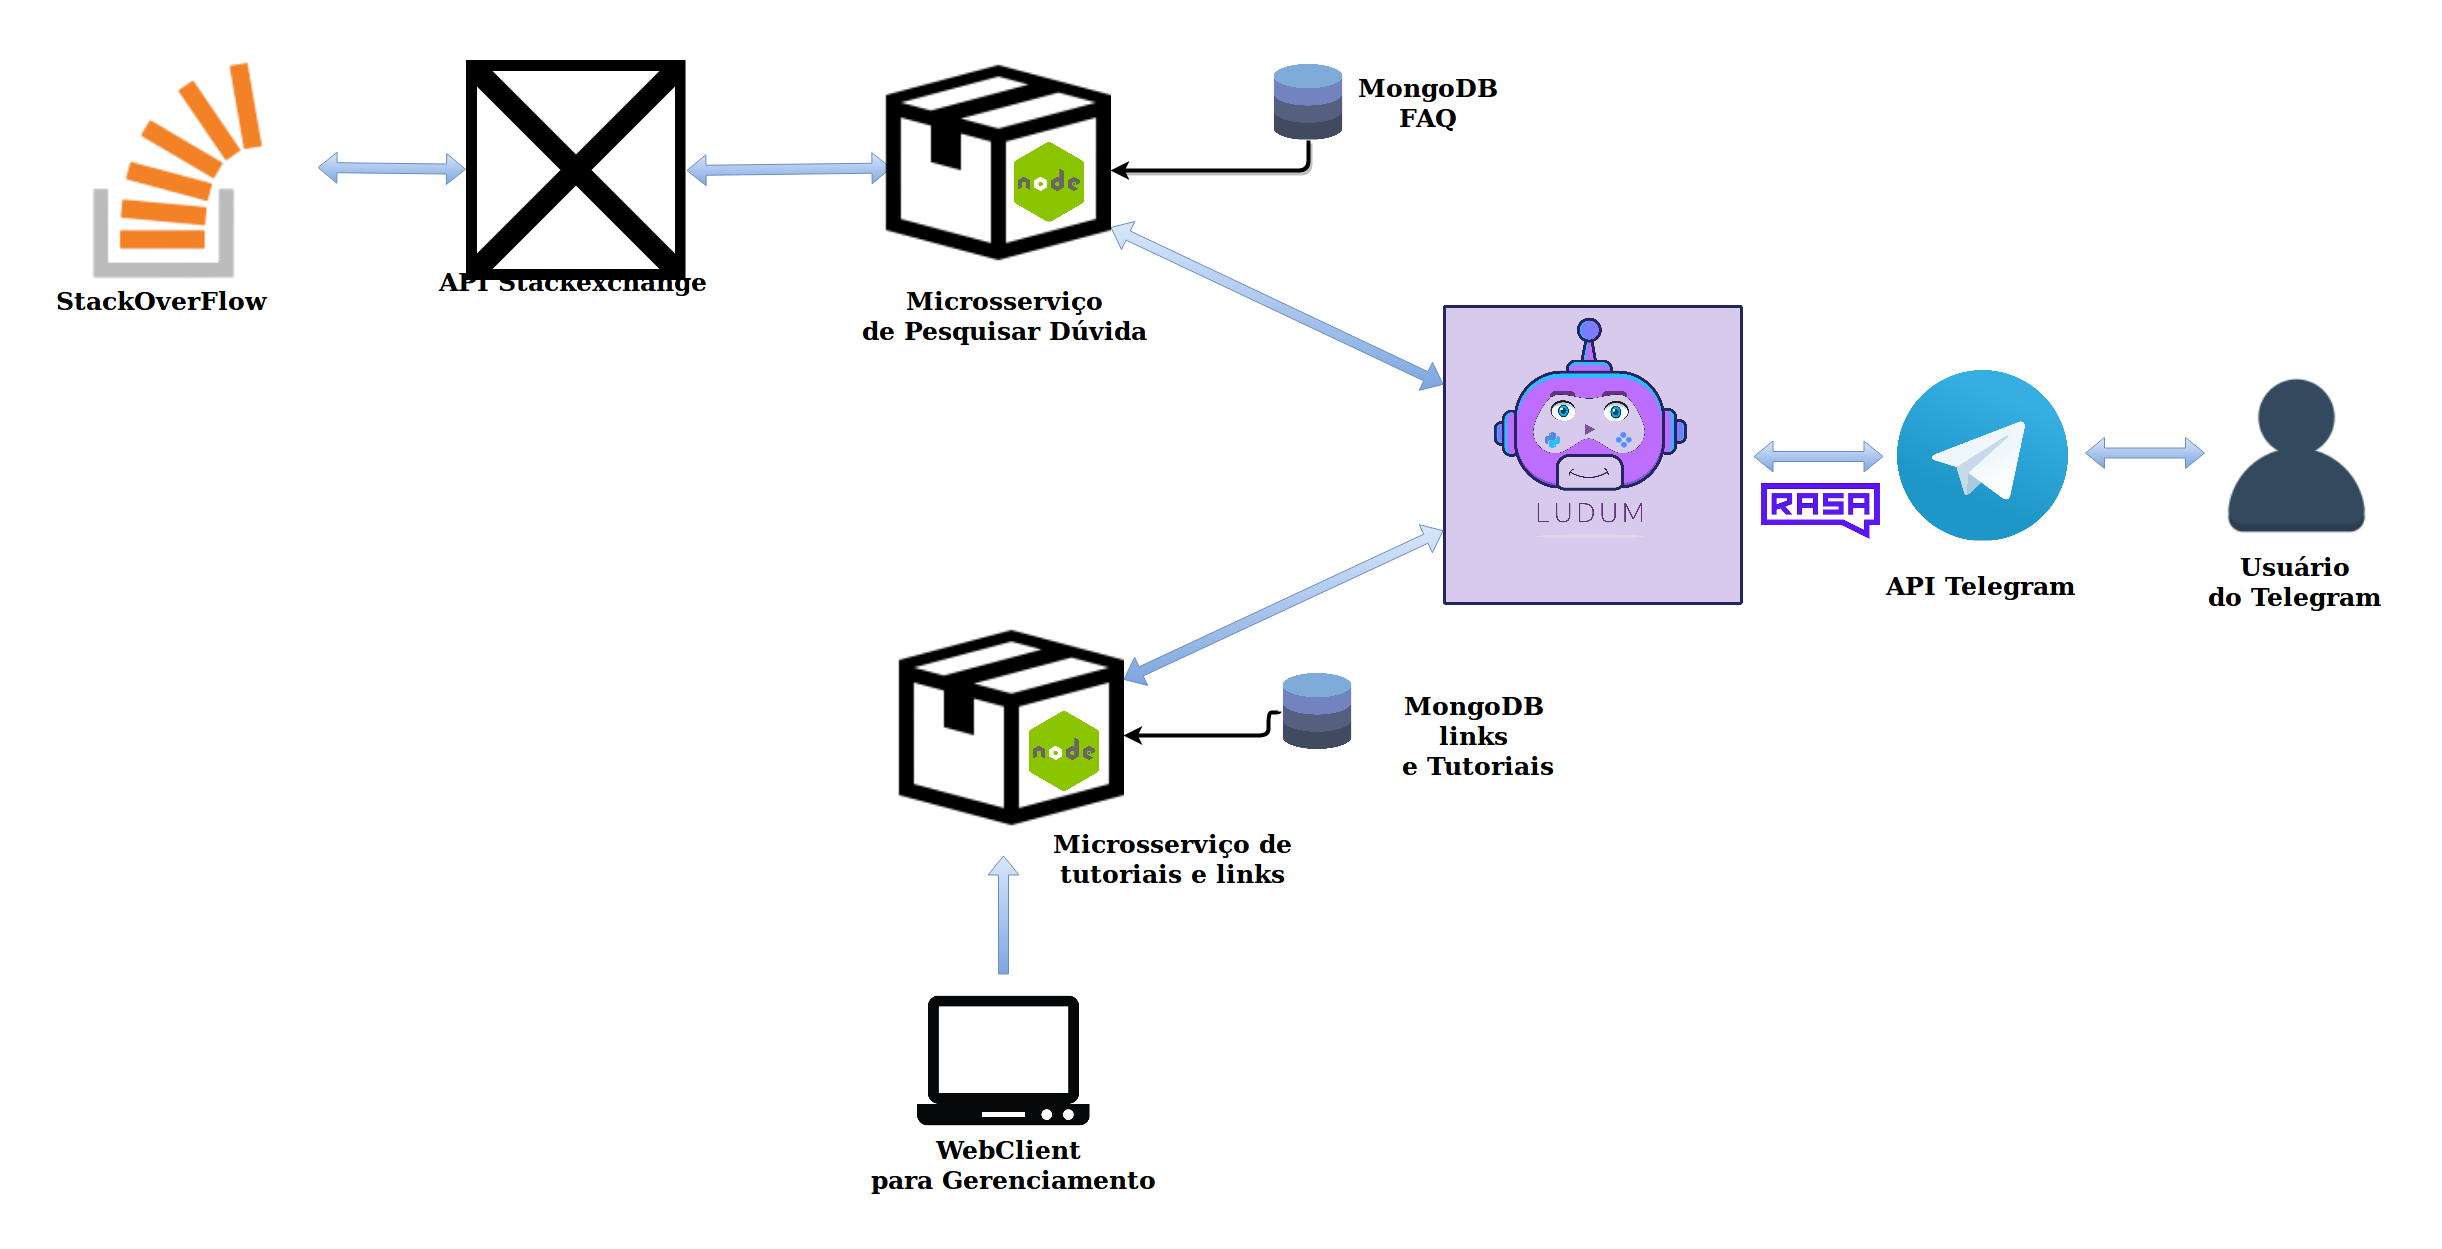 MongoDB
FAQ
node
StackOverFlow
API Stackexchange
Microsserviço
de Pesquisar Dúvida
LUDUM
RASA
API Telegram
Usuário
do Telegram
node
MongoDB
links
e Tutoriais
Microsserviço de
tutoriais e links
WebClient
para Gerenciamento